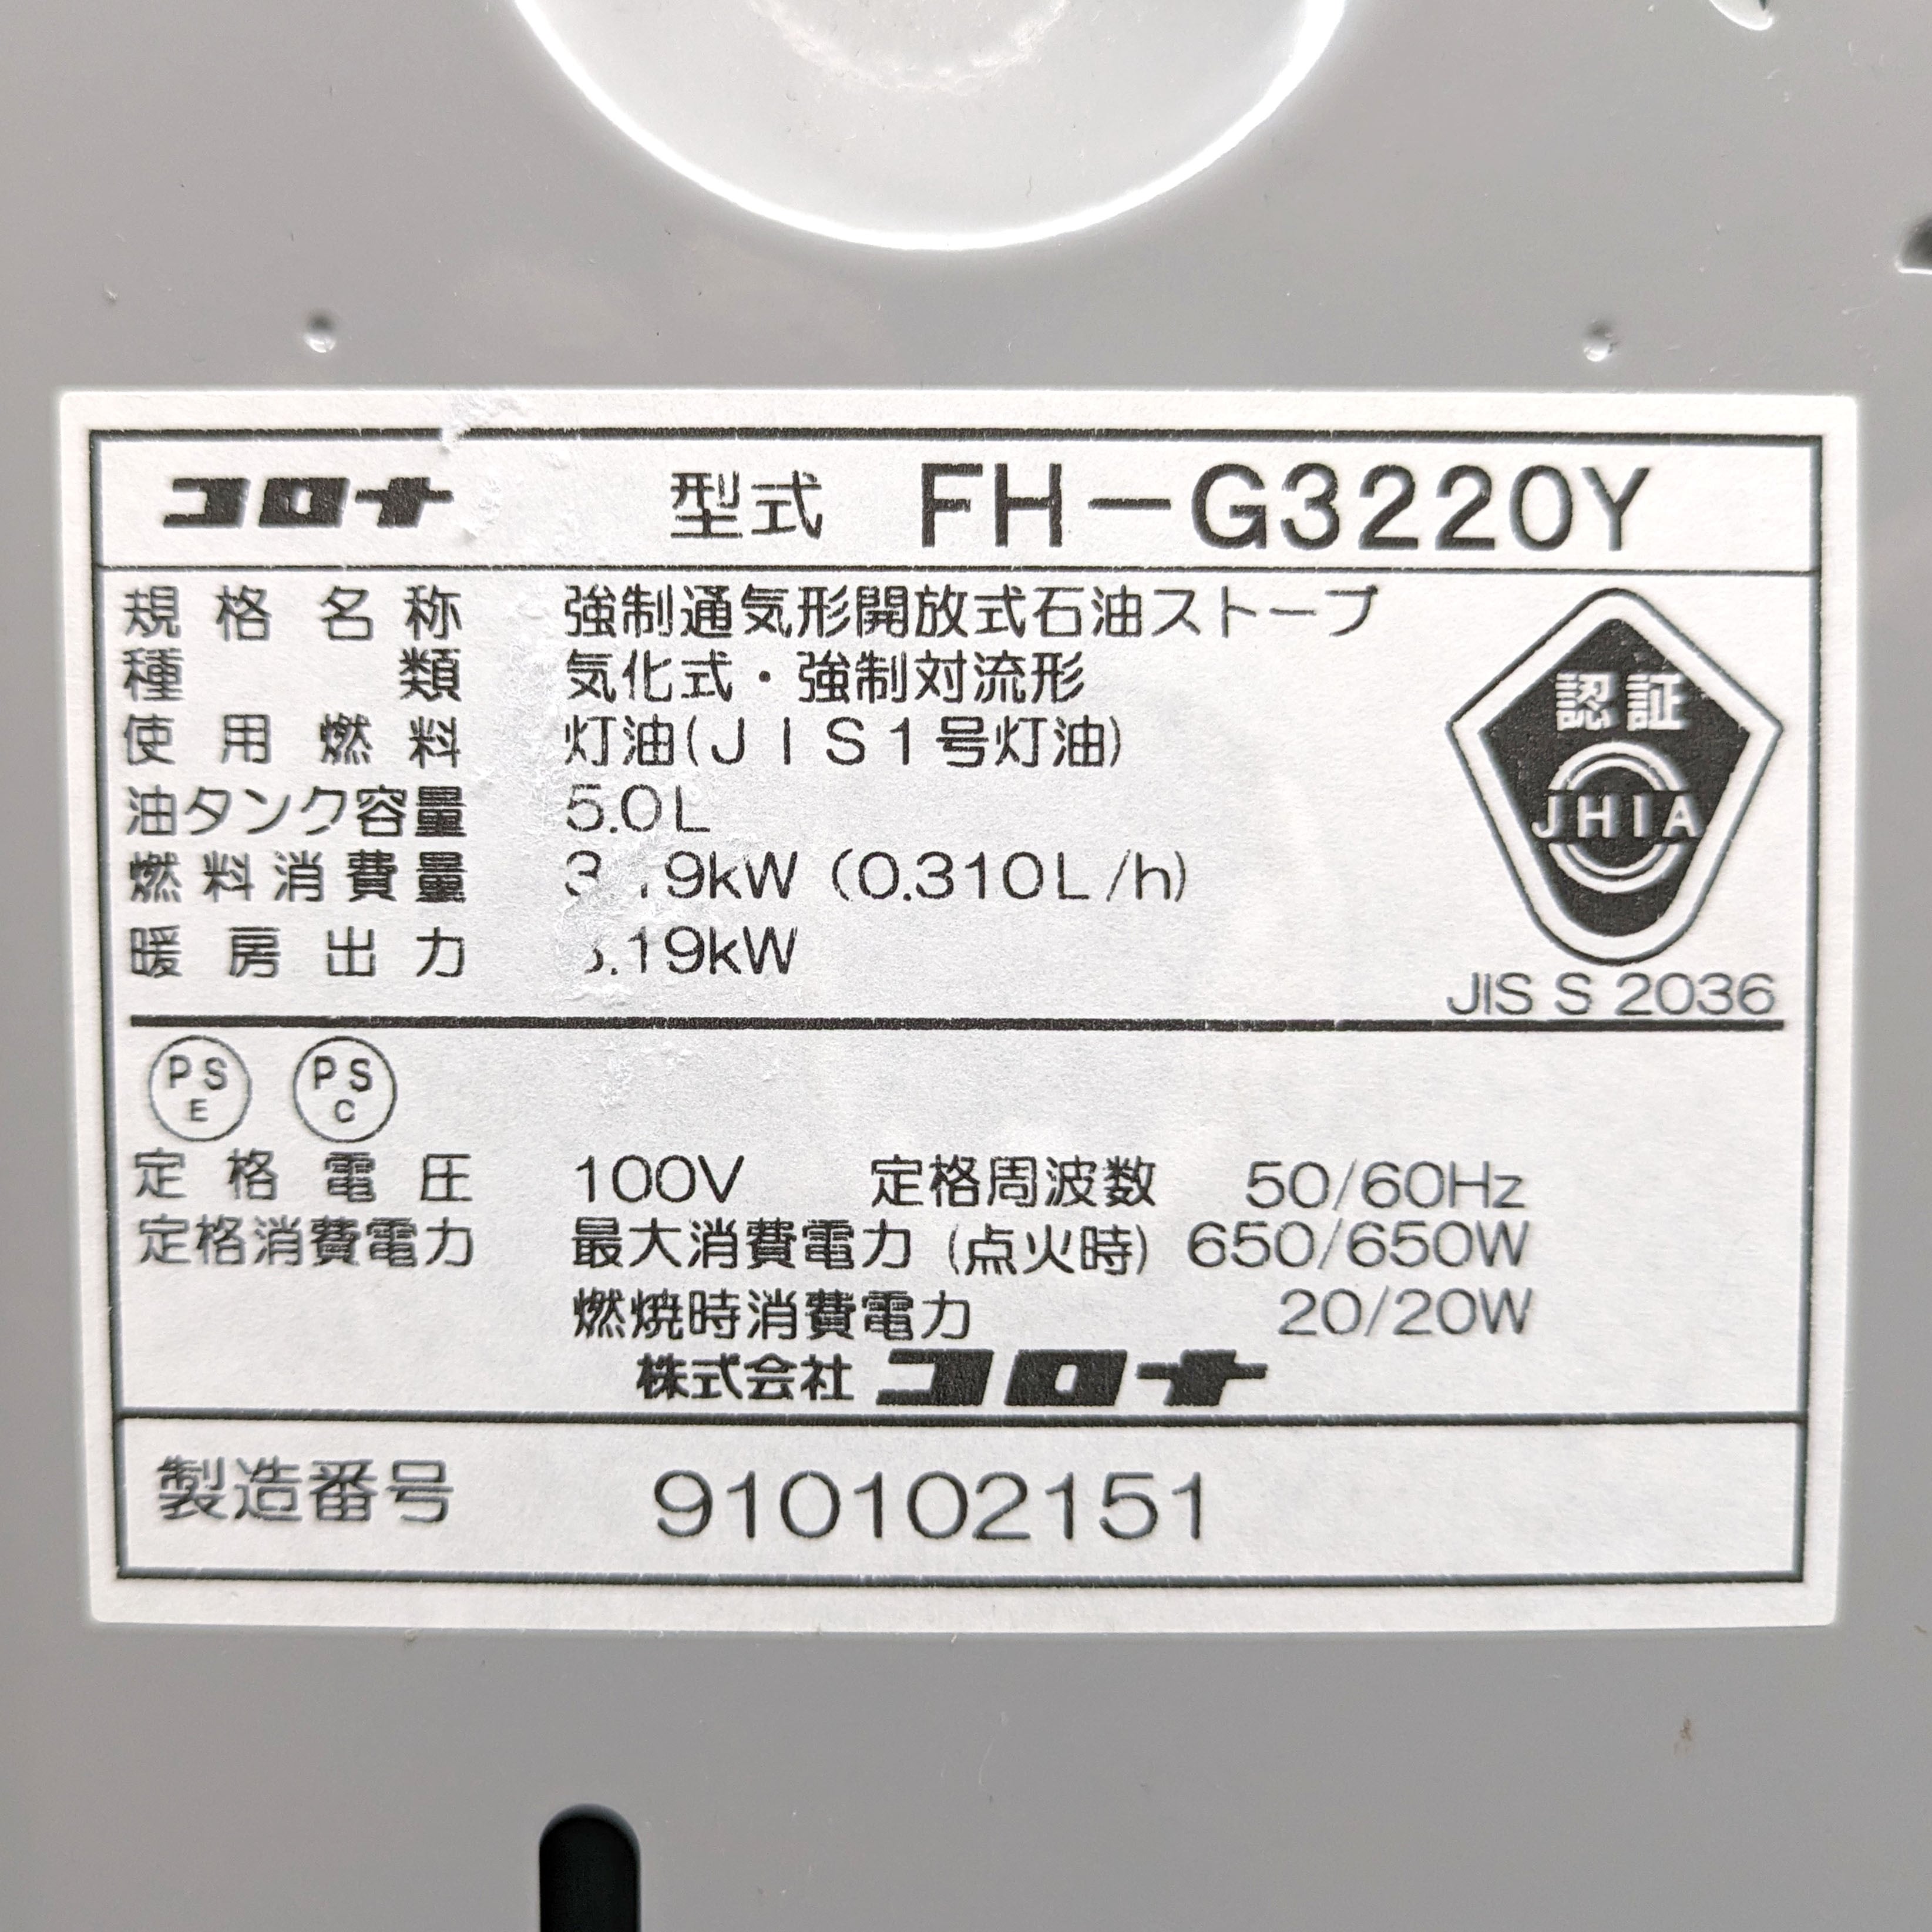 コロナ 型式 FH-G3220Y
規格名称 強制通気形開放式石油ストーブ
種類 気化式・強制対流形
使用燃料 灯油(JIS1号灯油)
油タンク容量 5.0L
燃料消費量 (0.310L/h)
暖房出力
認証
JHIA
JIS S 2036
PS E PS C
定格電圧 100V 定格周波数 50/60Hz
定格消費電力 最大消費電力 (点火時) 650/650W
燃焼時消費電力 20/20W
株式会社 コロナ
製造番号 910102151